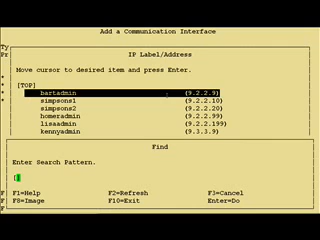 Add a Communication Interface
Ty
Pr
IP Label/Address
Move cursor to desired item and press Enter.
* [TOP]
* bartadmin (9.2.2.9)
* simpsons1 (9.2.2.10)
simpsons2 (9.2.2.20)
homeradmin (9.2.2.99)
lisaadmin (9.2.2.199)
kennyadmin (9.3.3.9)
Find
Enter Search Pattern.
[
F F1=Help F2=Refresh F3=Cancel
F F8=Image F10=Exit Enter=Do
F